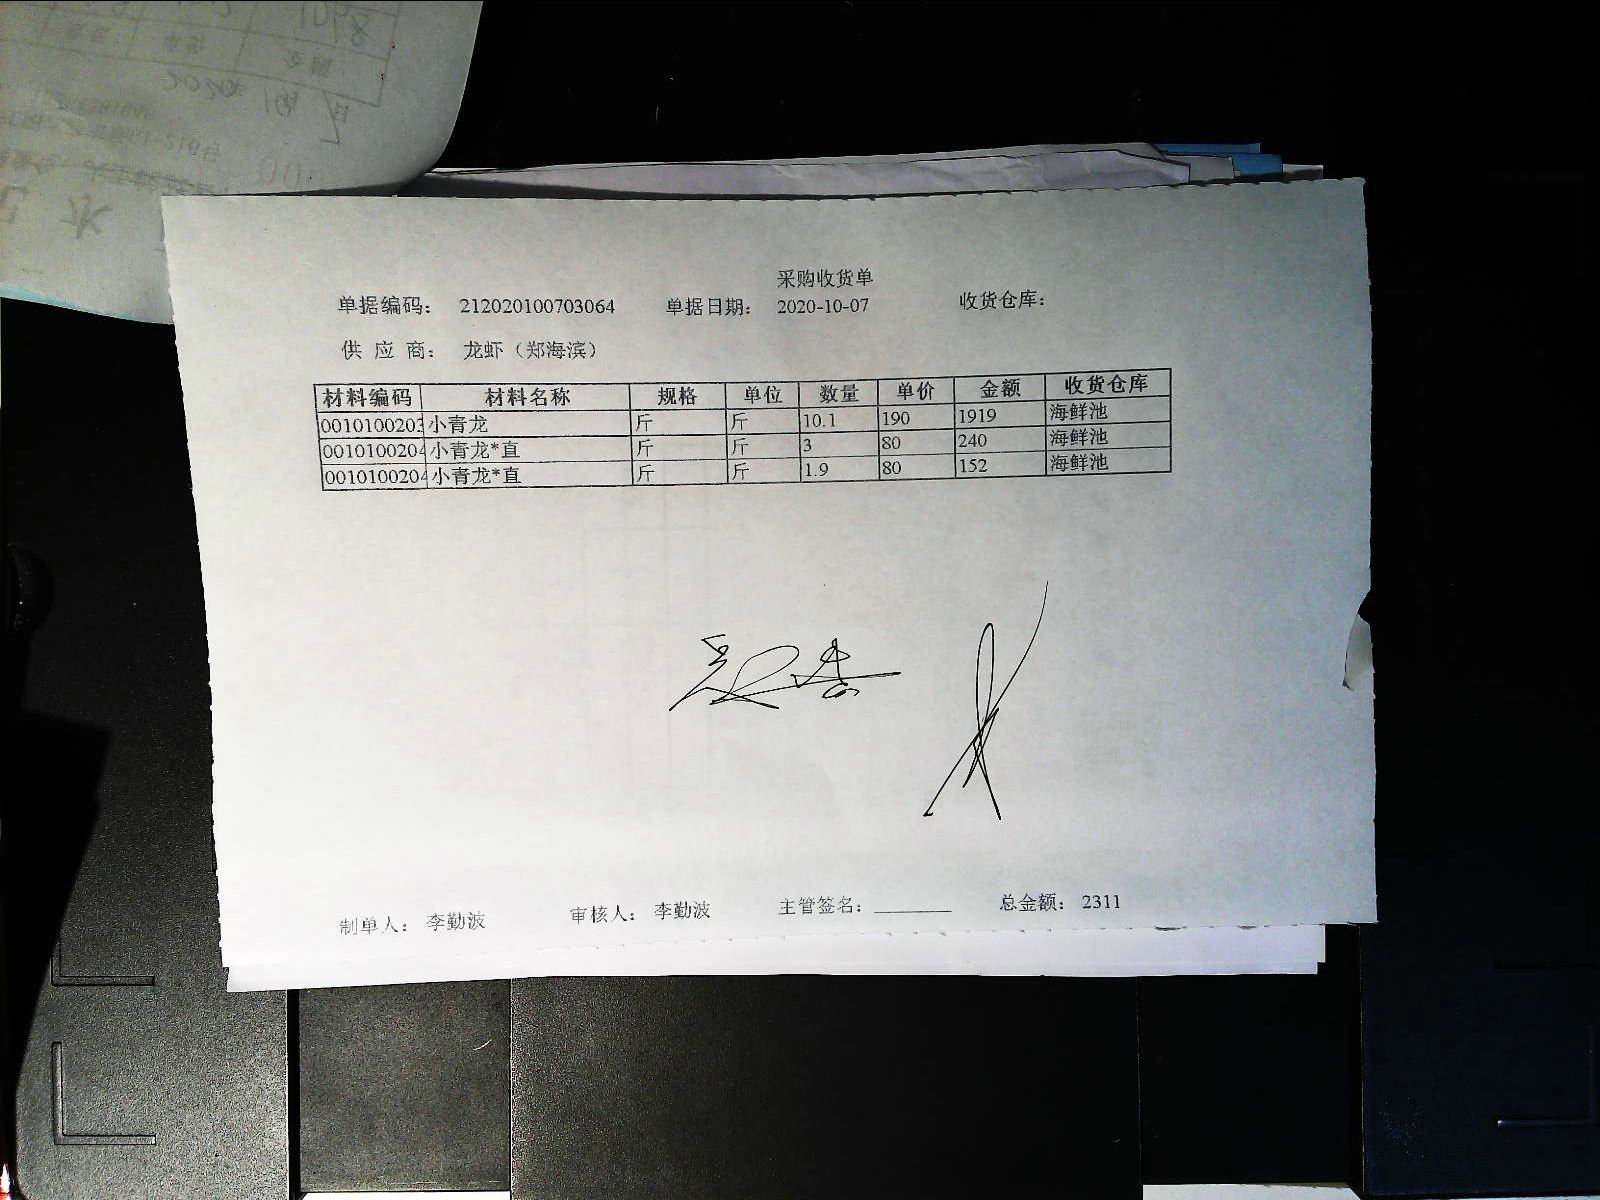 采购收货单
单据编码： 212020100703064 单据日期： 2020-10-07 收货仓库：
供 应 商： 龙虾（郑海滨）
材料编码 材料名称 规格 单位 数量 单价 金额 收货仓库
0010100203 小青龙 斤 斤 10.1 190 1919 海鲜池
0010100204 小青龙*直 斤 斤 3 80 240 海鲜池
0010100204 小青龙*直 斤 斤 1.9 80 152 海鲜池
制单人： 李勤波 审核人： 李勤波 主管签名：________ 总金额： 2311